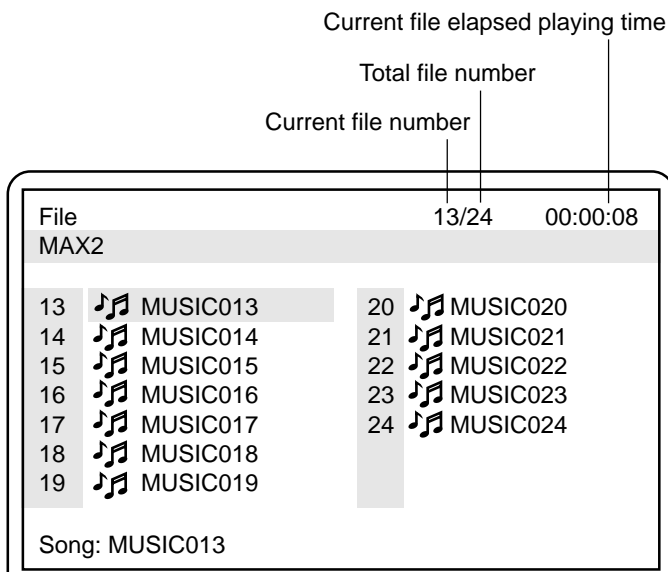 Current file elapsed playing time
Total file number
Current file number
File 13/24 00:00:08
MAX2
13 MUSIC013
14 MUSIC014
15 MUSIC015
16 MUSIC016
17 MUSIC017
18 MUSIC018
19 MUSIC019
20 MUSIC020
21 MUSIC021
22 MUSIC022
23 MUSIC023
24 MUSIC024
Song: MUSIC013